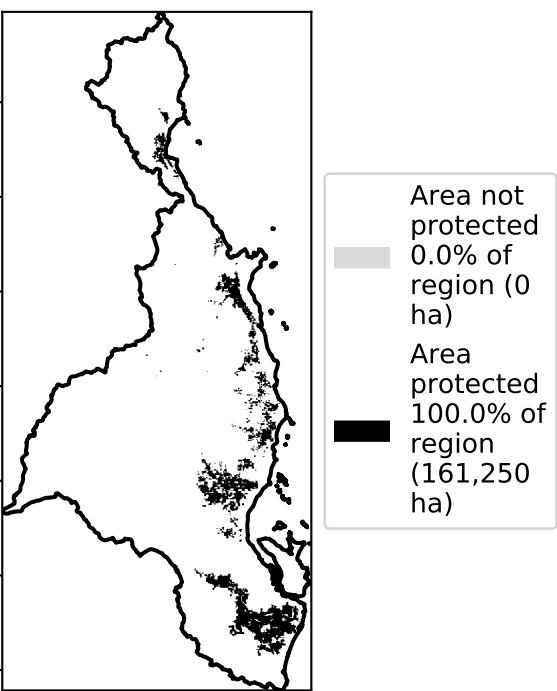 Area not
protected
0.0% of
region (0
ha)
Area
protected
100.0% of
region
(161,250
ha)